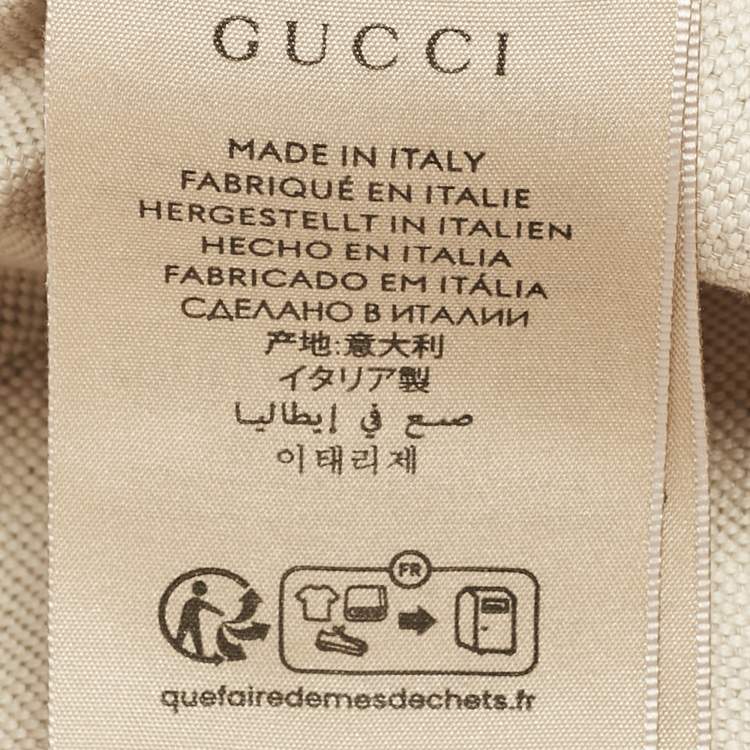 GUCCI
MADE IN ITALY
FABRIQUÉ EN ITALIE
HERGESTELLT IN ITALIEN
HECHO EN ITALIA
FABRICADO EM ITÁLIA
СДЕЛАНО В ИТАЛИИ
产地:意大利
イタリア製
صنع في إيطاليا
이태리제
FR
quefairedemesdechets.fr